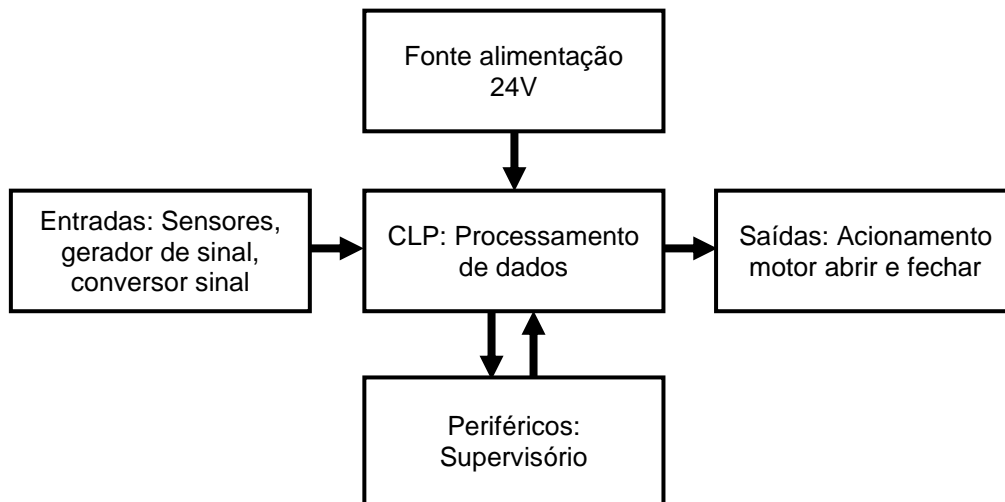 Fonte alimentação
24V
Entradas: Sensores,
gerador de sinal,
conversor sinal
CLP: Processamento
de dados
Saídas: Acionamento
motor abrir e fechar
Periféricos:
Supervisório